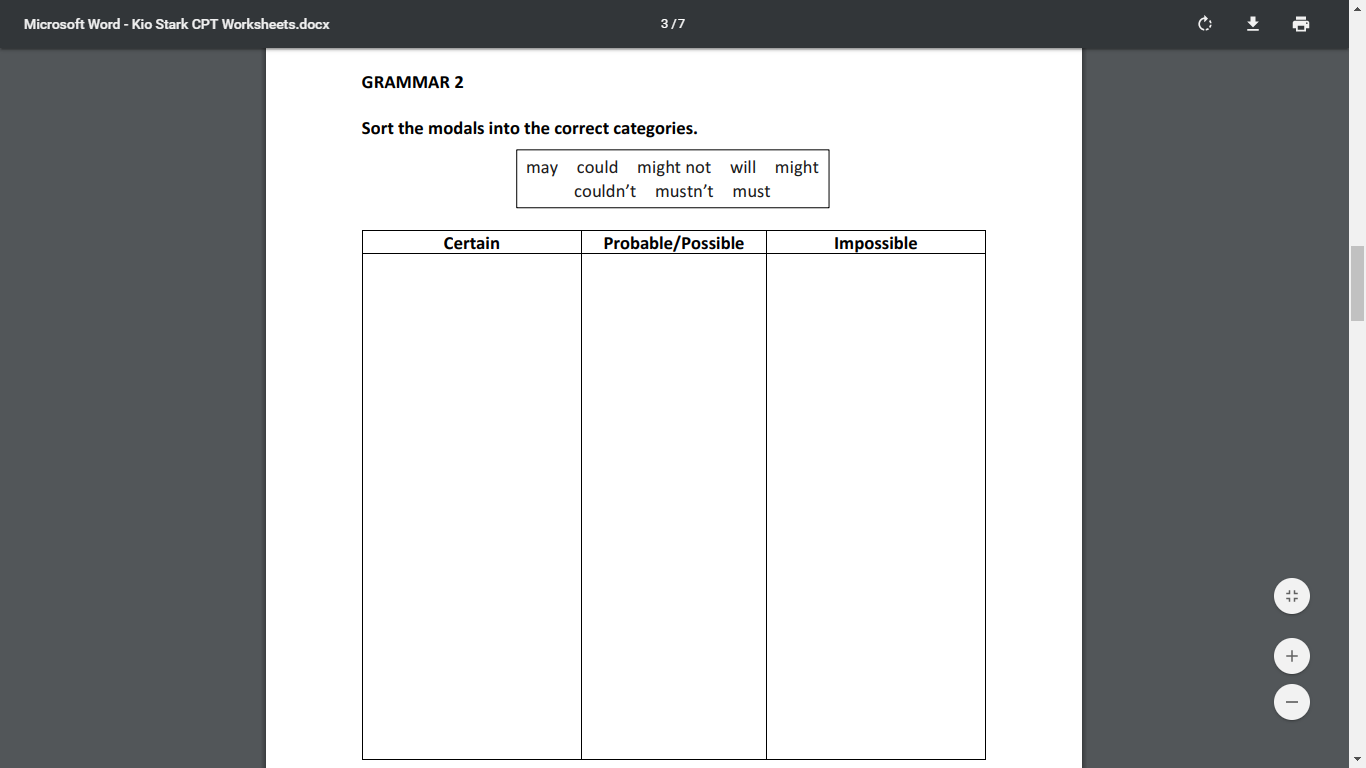 Microsoft Word - Kio Stark CPT Worksheets.docx
3 / 7
GRAMMAR 2
Sort the modals into the correct categories.
may could might not will might
couldn’t mustn’t must
Certain Probable/Possible Impossible